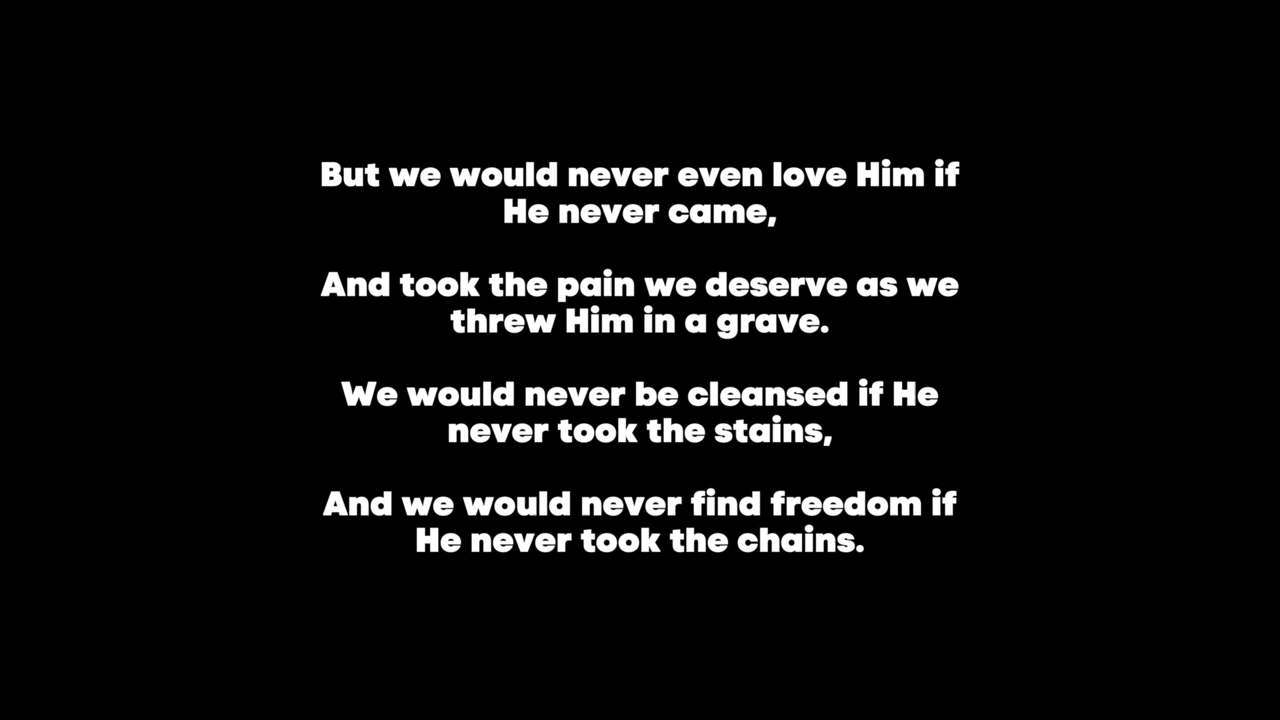 But we would never even love Him if
He never came,
And took the pain we deserve as we
threw Him in a grave.
We would never be cleansed if He
never took the stains,
And we would never find freedom if
He never took the chains.